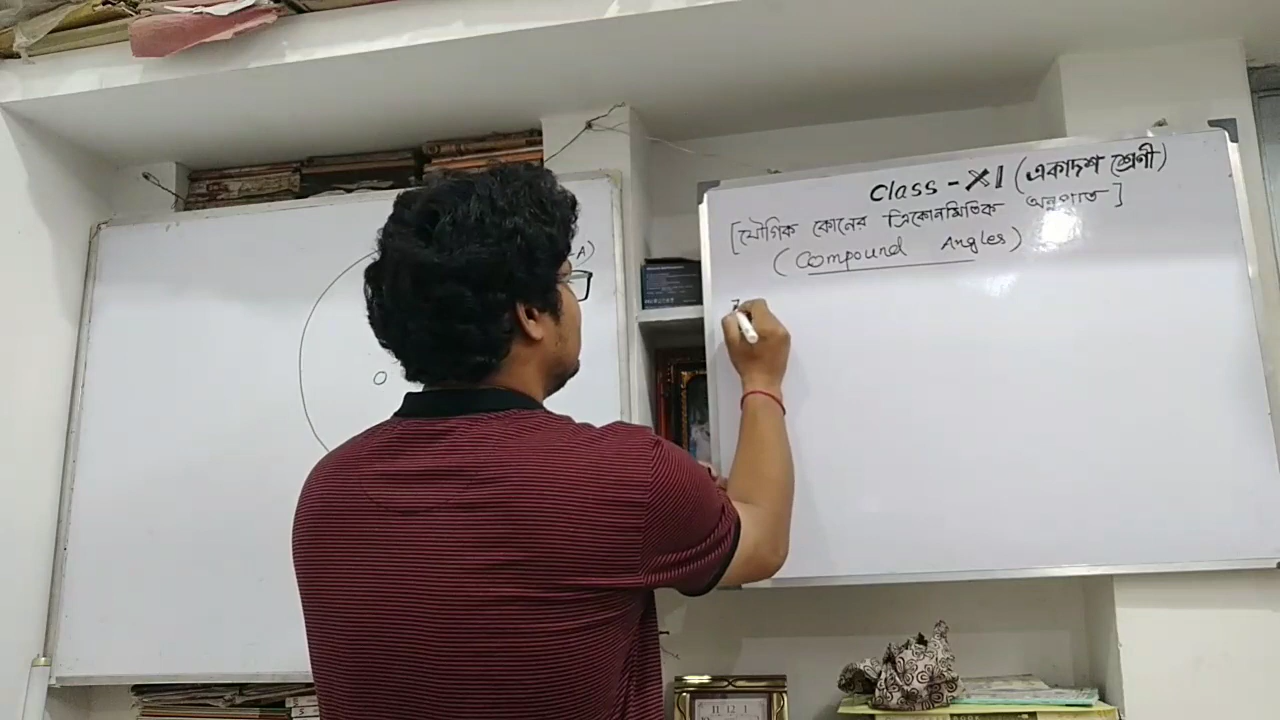 Class - XI (একাদশ শ্রেণী)
[যৌগিক কোনের ত্রিকোনমিতিক অনুপাত]
(Compound Angles)
A)
O